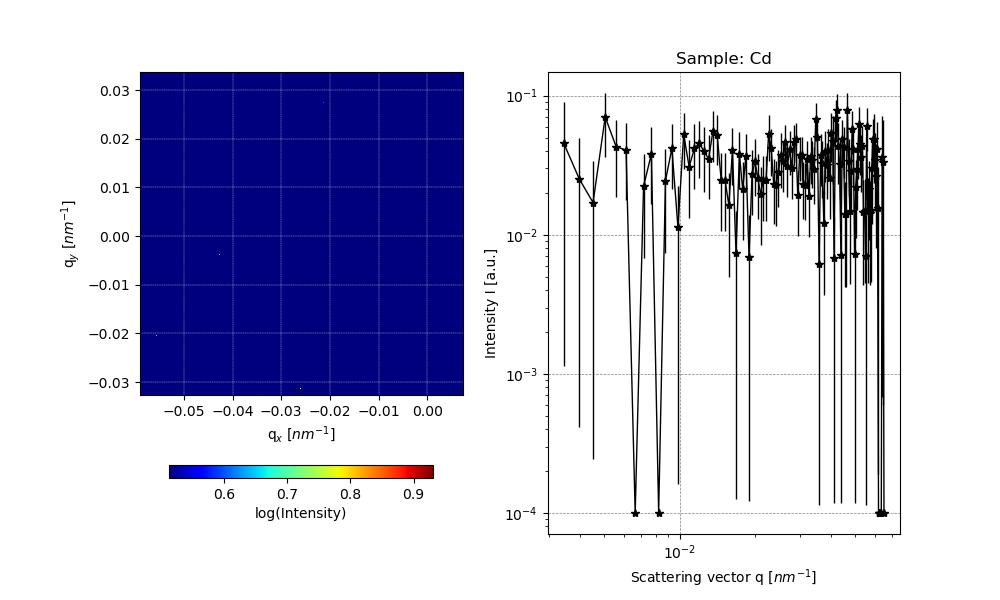 Sample: Cd
0.03
0.02
0.01
0.00
−0.01
−0.02
−0.03
q_y [nm⁻¹]
−0.05 −0.04 −0.03 −0.02 −0.01 0.00
q_x [nm⁻¹]
0.6 0.7 0.8 0.9
log(Intensity)
10⁻¹
10⁻²
10⁻³
10⁻⁴
Intensity I [a.u.]
10⁻²
Scattering vector q [nm⁻¹]